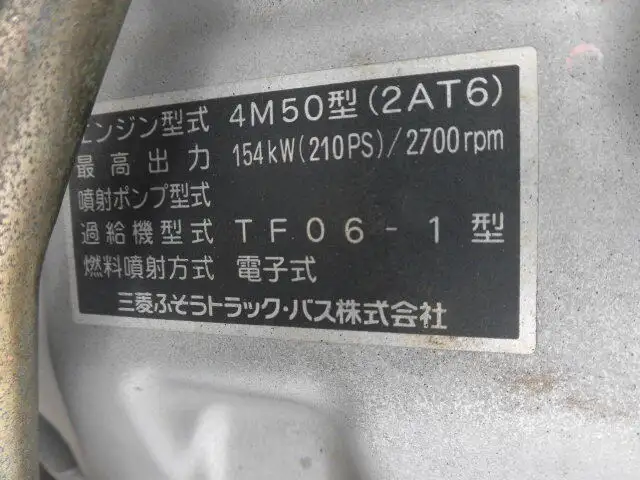 エンジン型式 4M50型(2AT6)
最高出力 154kW(210PS)/2700rpm
噴射ポンプ型式
過給機型式 TF06-1型
燃料噴射方式 電子式
三菱ふそうトラック・バス株式会社